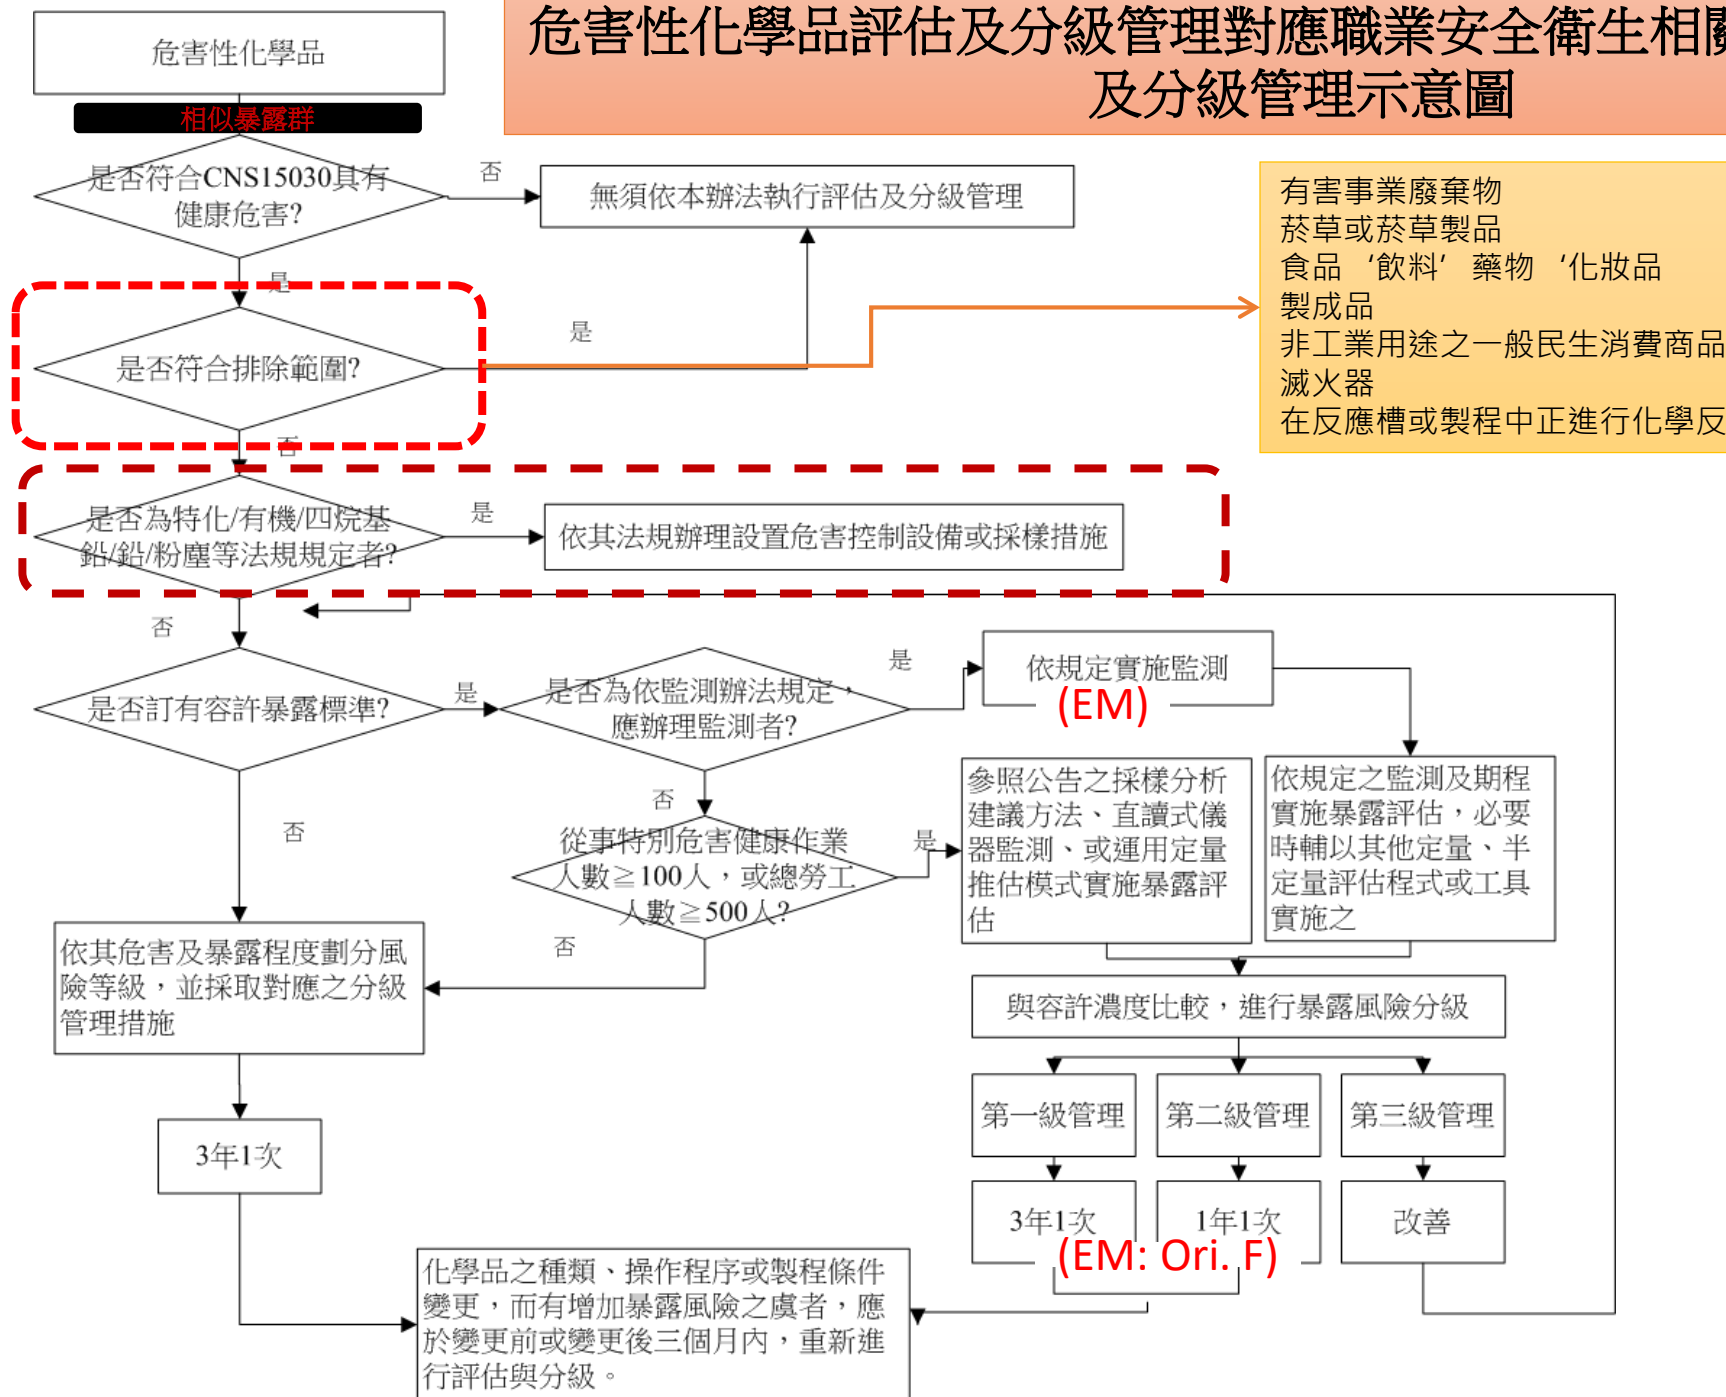 危害性化學品評估及分級管理對應職業安全衛生相關
及分級管理示意圖
危害性化學品
相似暴露群
是否符合CNS15030具有
健康危害?
否
無須依本辦法執行評估及分級管理
是
是否符合排除範圍?
是
有害事業廢棄物
菸草或菸草製品
食品‘飲料’藥物‘化妝品
製成品
非工業用途之一般民生消費商品
滅火器
在反應槽或製程中正進行化學反
否
是否為特化/有機/四烷基
鉛/鉛/粉塵等法規規定者?
是
依其法規辦理設置危害控制設備或採樣措施
否
是否訂有容許暴露標準?
是
是否為依監測辦法規定，
應辦理監測者?
是
依規定實施監測
(EM)
否
否
從事特別危害健康作業
人數≧100人，或總勞工
人數≧500人?
是
參照公告之採樣分析
建議方法、直讀式儀
器監測、或運用定量
推估模式實施暴露評
估
依規定之監測及期程
實施暴露評估，必要
時輔以其他定量、半
定量評估程式或工具
實施之
否
依其危害及暴露程度劃分風
險等級，並採取對應之分級
管理措施
與容許濃度比較，進行暴露風險分級
第一級管理
第二級管理
第三級管理
3年1次
3年1次
1年1次
改善
(EM: Ori. F)
化學品之種類、操作程序或製程條件
變更，而有增加暴露風險之虞者，應
於變更前或變更後三個月內，重新進
行評估與分級。